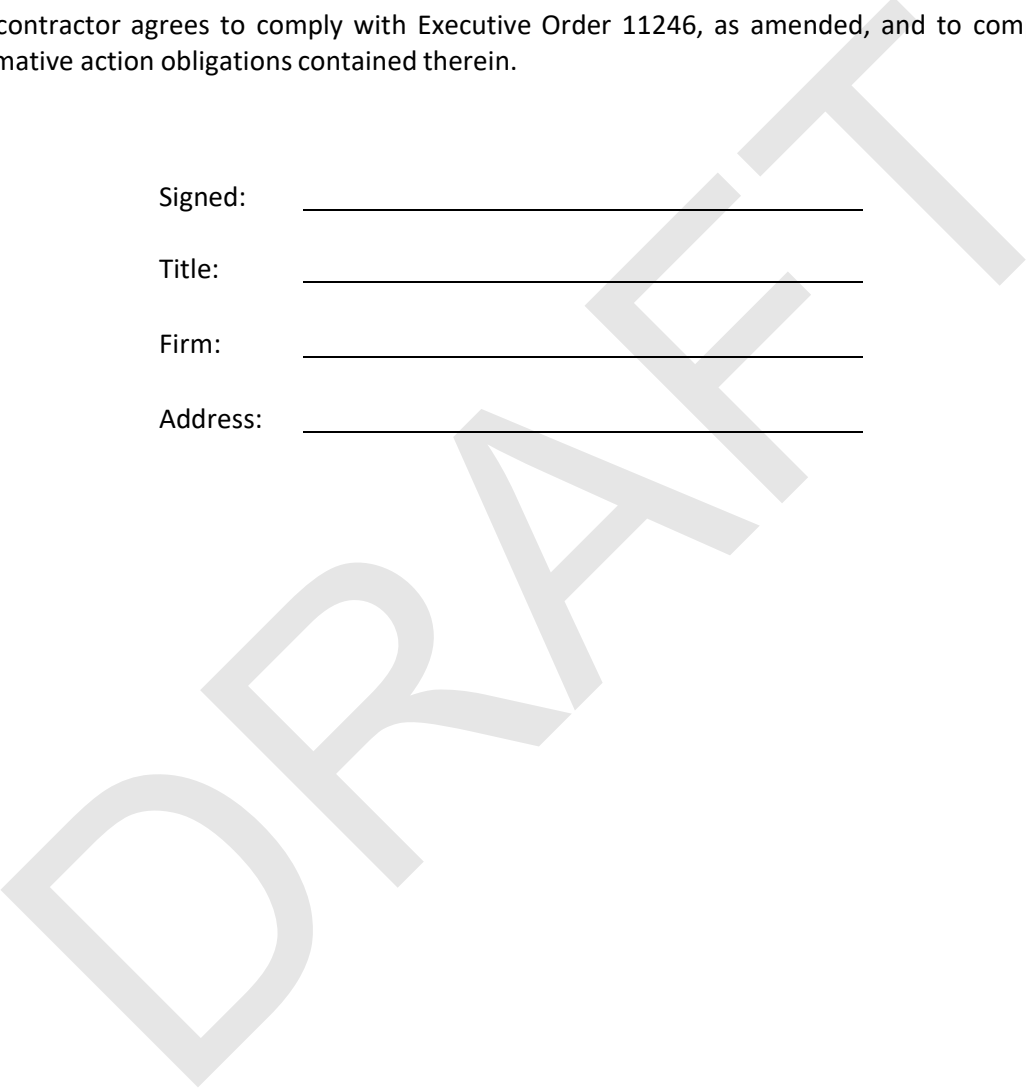 contractor agrees to comply with Executive Order 11246, as amended, and to com
mative action obligations contained therein.
Signed:
Title:
Firm:
Address:
DRAFT